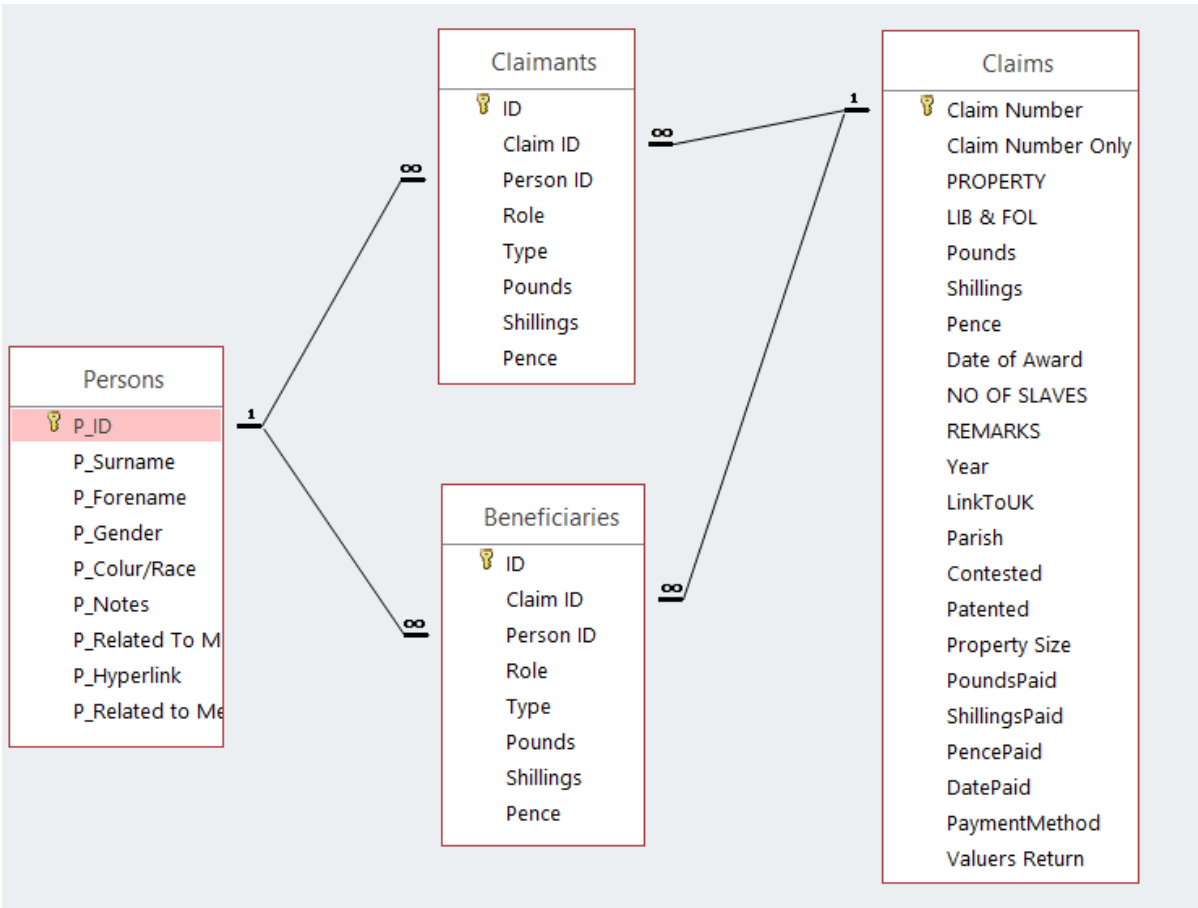 Claimants
ID
Claim ID
Person ID
Role
Type
Pounds
Shillings
Pence
Claims
Claim Number
Claim Number Only
PROPERTY
LIB & FOL
Pounds
Shillings
Pence
Date of Award
NO OF SLAVES
REMARKS
Year
LinkToUK
Parish
Contested
Patented
Property Size
PoundsPaid
ShillingsPaid
PencePaid
DatePaid
PaymentMethod
Valuers Return
Persons
P_ID
P_Surname
P_Forename
P_Gender
P_Colur/Race
P_Notes
P_Related To M
P_Hyperlink
P_Related to Me
Beneficiaries
ID
Claim ID
Person ID
Role
Type
Pounds
Shillings
Pence
∞
∞
1
1
∞
∞